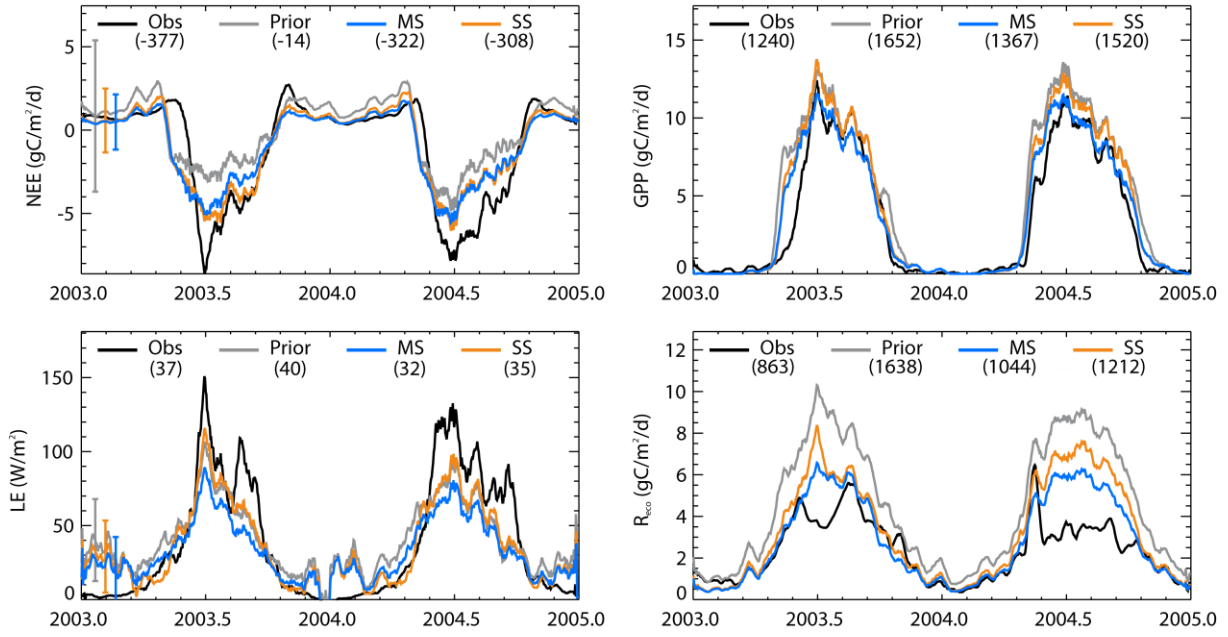 Obs Prior MS SS
(-377) (-14) (-322) (-308)
5
0
-5
NEE (gC/m²/d)
2003.0 2003.5 2004.0 2004.5 2005.0
Obs Prior MS SS
(1240) (1652) (1367) (1520)
15
10
5
0
GPP (gC/m²/d)
2003.0 2003.5 2004.0 2004.5 2005.0
Obs Prior MS SS
(37) (40) (32) (35)
150
100
50
0
LE (W/m²)
2003.0 2003.5 2004.0 2004.5 2005.0
Obs Prior MS SS
(863) (1638) (1044) (1212)
12
10
8
6
4
2
0
Reco (gC/m²/d)
2003.0 2003.5 2004.0 2004.5 2005.0